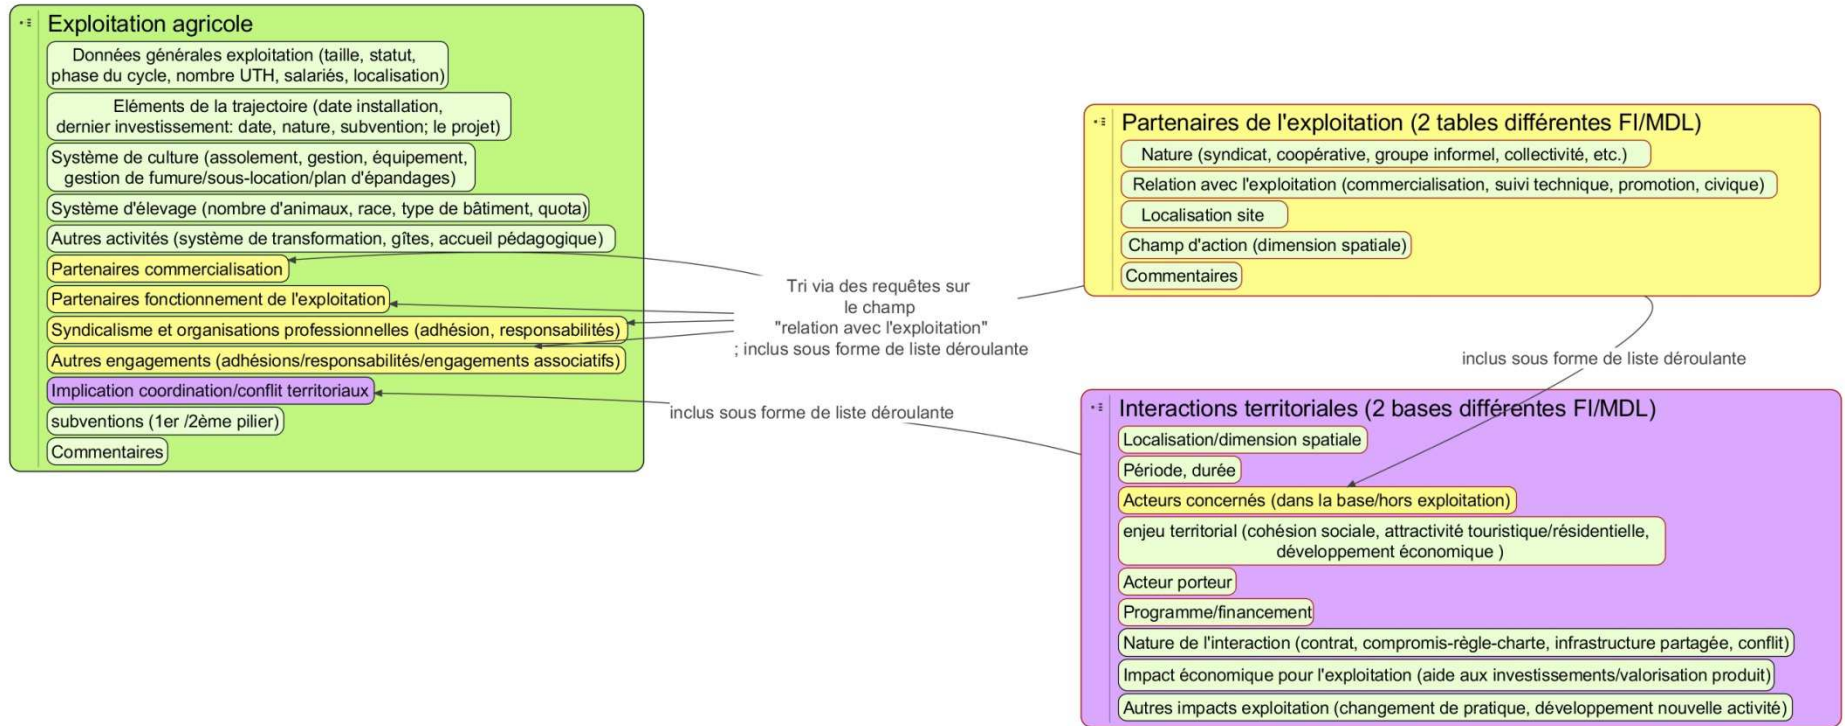 Exploitation agricole
Données générales exploitation (taille, statut,
phase du cycle, nombre UTH, salariés, localisation)
Eléments de la trajectoire (date installation,
dernier investissement: date, nature, subvention; le projet)
Système de culture (assolement, gestion, équipement,
gestion de fumure/sous-location/plan d'épandages)
Système d'élevage (nombre d'animaux, race, type de bâtiment, quota)
Autres activités (système de transformation, gîtes, accueil pédagogique)
Partenaires commercialisation
Partenaires fonctionnement de l'exploitation
Syndicalisme et organisations professionnelles (adhésion, responsabilités)
Autres engagements (adhésions/responsabilités/engagements associatifs)
Implication coordination/conflit territoriaux
subventions (1er /2ème pilier)
Commentaires
Tri via des requêtes sur
le champ
"relation avec l'exploitation"
; inclus sous forme de liste déroulante
inclus sous forme de liste déroulante
Partenaires de l'exploitation (2 tables différentes FI/MDL)
Nature (syndicat, coopérative, groupe informel, collectivité, etc.)
Relation avec l'exploitation (commercialisation, suivi technique, promotion, civique)
Localisation site
Champ d'action (dimension spatiale)
Commentaires
inclus sous forme de liste déroulante
Interactions territoriales (2 bases différentes FI/MDL)
Localisation/dimension spatiale
Période, durée
Acteurs concernés (dans la base/hors exploitation)
enjeu territorial (cohésion sociale, attractivité touristique/résidentielle,
développement économique )
Acteur porteur
Programme/financement
Nature de l'interaction (contrat, compromis-règle-charte, infrastructure partagée, conflit)
Impact économique pour l'exploitation (aide aux investissements/valorisation produit)
Autres impacts exploitation (changement de pratique, développement nouvelle activité)